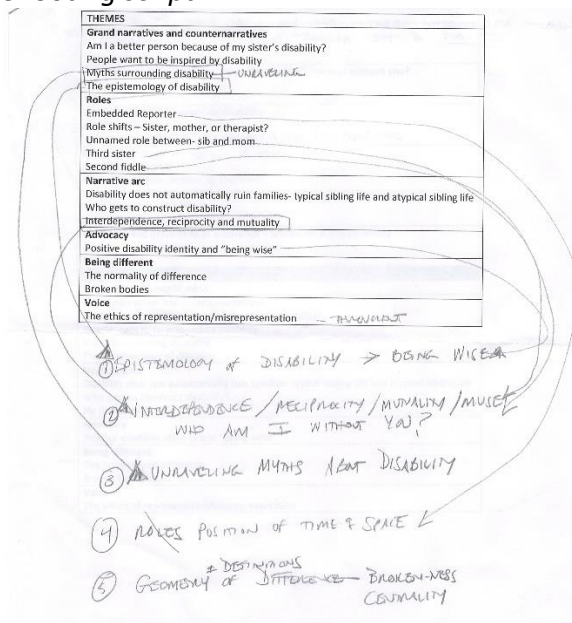 THEMES
Grand narratives and counternarratives
Am I a better person because of my sister's disability?
People want to be inspired by disability
Myths surrounding disability - UNRAVELING
The epistemology of disability
Roles
Embedded Reporter
Role shifts – Sister, mother, or therapist?
Unnamed role between- sib and mom
Third sister
Second fiddle
Narrative arc
Disability does not automatically ruin families- typical sibling life and atypical sibling life
Who gets to construct disability?
Interdependence, reciprocity and mutuality
Advocacy
Positive disability identity and "being wise"
Being different
The normality of difference
Broken bodies
Voice
The ethics of representation/misrepresentation - THROUGHOUT
① EPISTEMOLOGY of DISABILITY > BEING WISE
② INTERDEPENDENCE / RECIPROCITY / MUTUALITY / MUSE
WHO AM I WITHOUT YOU?
③ UNRAVELING MYTHS ABOUT DISABILITY
④ ROLES POSITION OF TIME & SPACE
& DEFINITIONS
⑤ GEOMETRY OF DIFFERENCE - BROKEN-NESS
CENTRALITY